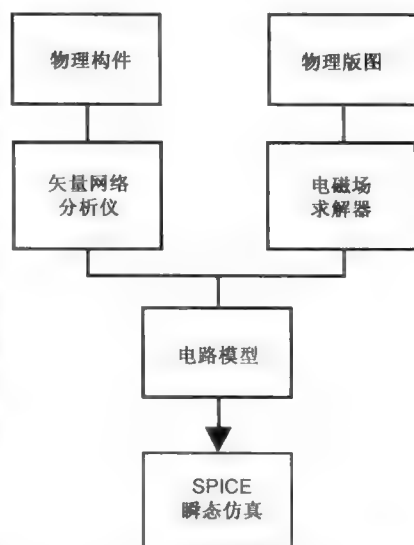 物理构件
物理版图
矢量网络
分析仪
电磁场
求解器
电路模型
SPICE
瞬态仿真